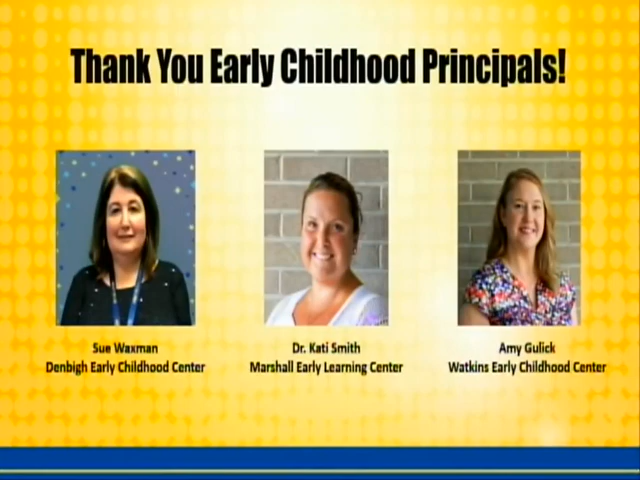 Thank You Early Childhood Principals!
Sue Waxman
Denbigh Early Childhood Center
Dr. Kati Smith
Marshall Early Learning Center
Amy Gulick
Watkins Early Childhood Center